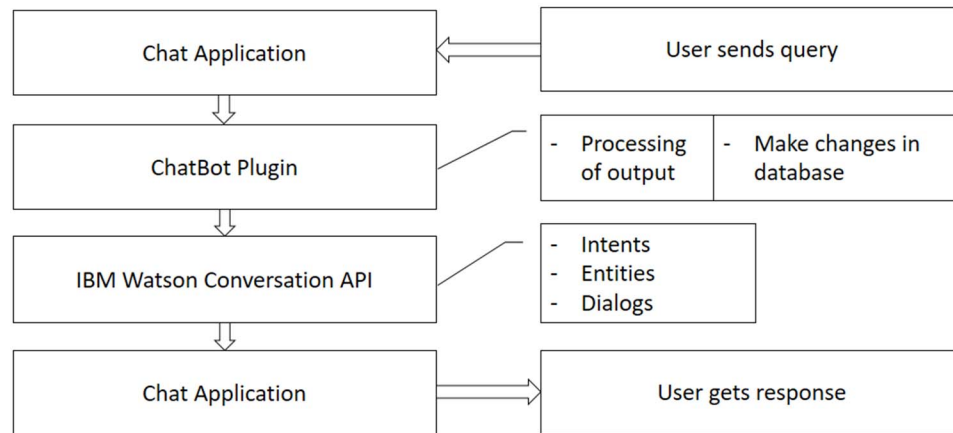 Chat Application
User sends query
ChatBot Plugin
- Processing
of output
- Make changes in
database
IBM Watson Conversation API
- Intents
- Entities
- Dialogs
Chat Application
User gets response